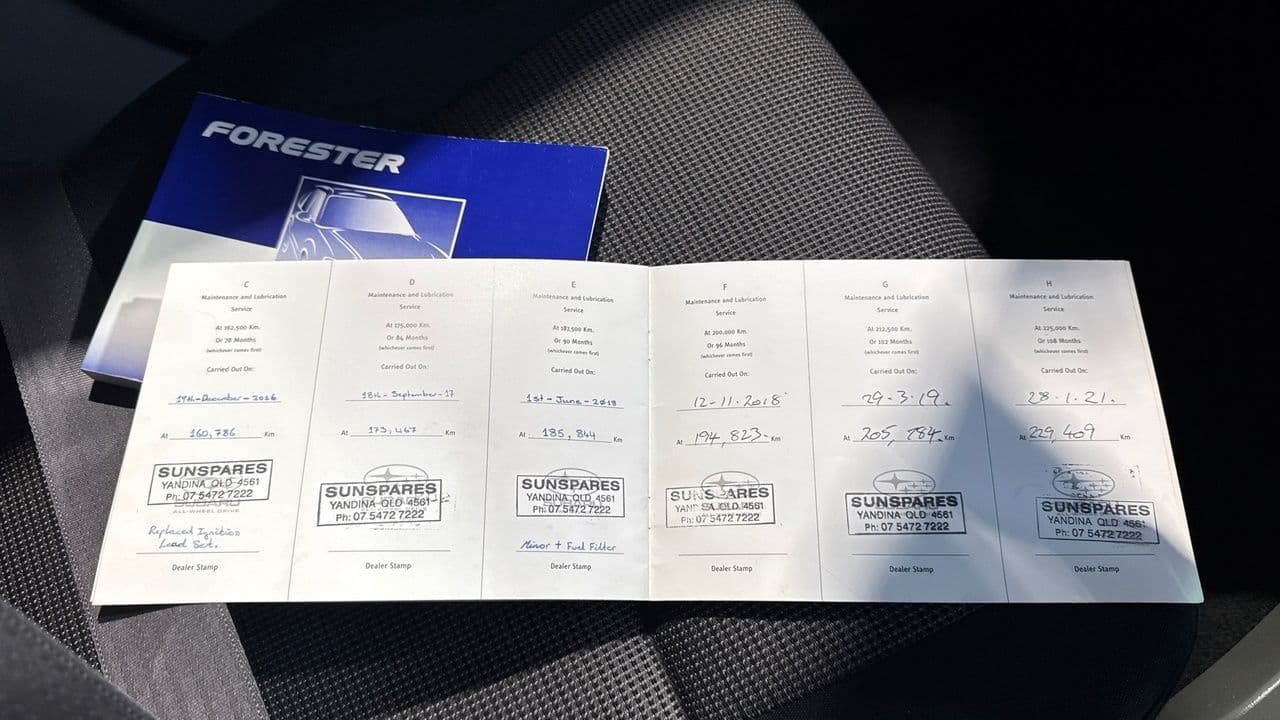 FORESTER
C
Maintenance and Lubrication
Service
At 162,500 Km.
Or 78 Months
(whichever comes first)
Carried Out On:
19th-December-2016
At 160,786 Km
SUNSPARES
YANDINA QLD 4561
Ph: 07 5472 7222
ALL-WHEEL DRIVE
Replaced Ignition
Lead Set.
Dealer Stamp
D
Maintenance and Lubrication
Service
At 175,000 Km.
Or 84 Months
(whichever comes first)
Carried Out On:
18th-September-17
At 173,467 Km
SUNSPARES
YANDINA QLD 4561
Ph: 07 5472 7222
Dealer Stamp
E
Maintenance and Lubrication
Service
At 187,500 Km.
Or 90 Months
(whichever comes first)
Carried Out On:
1st-June-2018
At 185,844 Km
SUNSPARES
YANDINA QLD 4561
Ph: 07 5472 7222
Minor + Fuel Filter
Dealer Stamp
F
Maintenance and Lubrication
Service
At 200,000 Km.
Or 96 Months
(whichever comes first)
Carried Out On:
12-11-2018
At 194,823 Km
SUNSPARES
QLD 4561
Ph: 07 5472 7222
Dealer Stamp
G
Maintenance and Lubrication
Service
At 212,500 Km.
Or 102 Months
(whichever comes first)
Carried Out On:
29-3-19.
At 205,784 Km
SUNSPARES
YANDINA QLD 4561
Ph: 07 5472 7222
Dealer Stamp
H
Maintenance and Lubrication
Service
At 225,000 Km.
Or 108 Months
(whichever comes first)
Carried Out On:
28.1.21.
At 229,409 Km
SUNSPARES
YANDINA QLD 4561
Ph: 07 5472 7222
Dealer Stamp